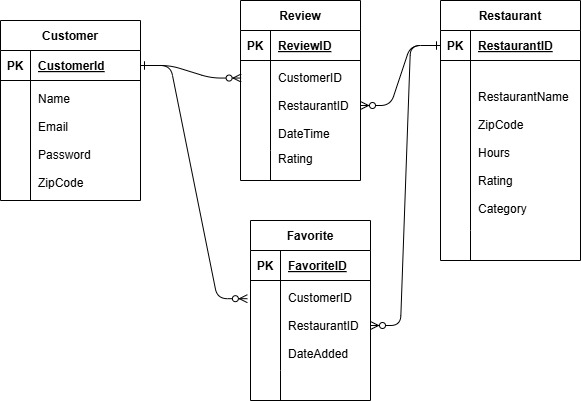 Customer
PK CustomerId
Name
Email
Password
ZipCode
Review
PK ReviewID
CustomerID
RestaurantID
DateTime
Rating
Restaurant
PK RestaurantID
RestaurantName
ZipCode
Hours
Rating
Category
Favorite
PK FavoriteID
CustomerID
RestaurantID
DateAdded